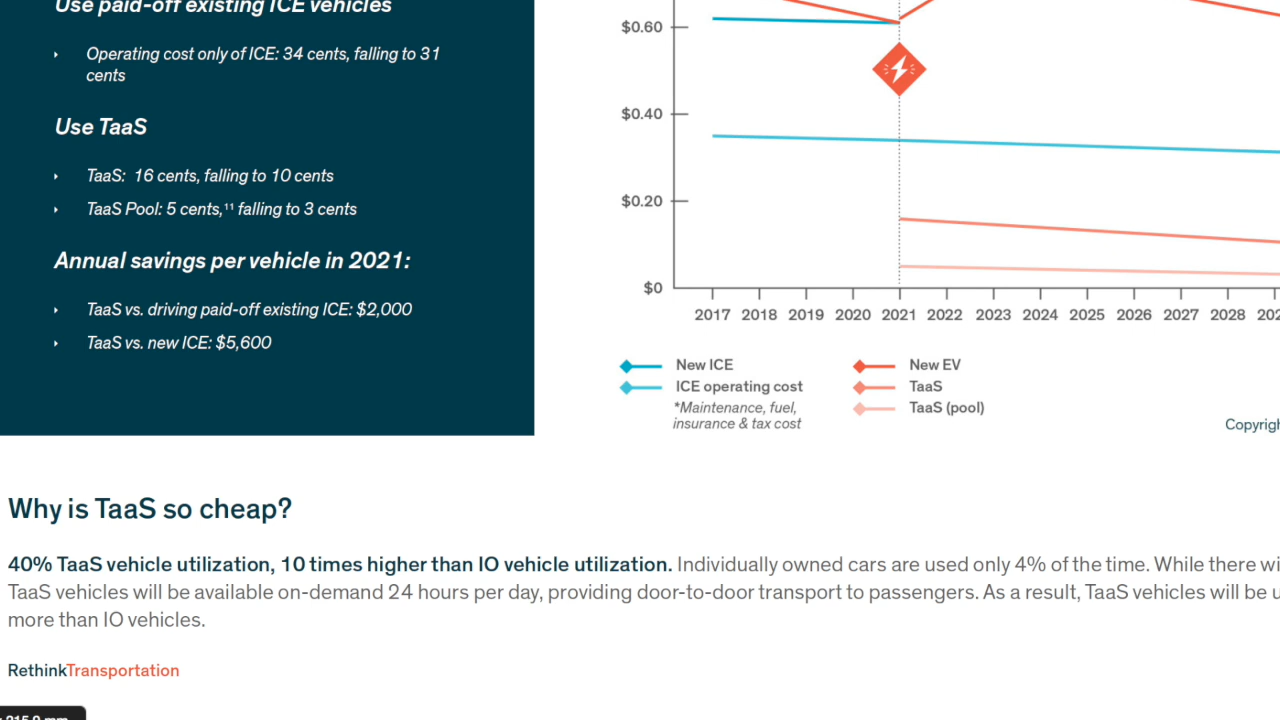 Use paid-off existing ICE vehicles
Operating cost only of ICE: 34 cents, falling to 31
cents
Use TaaS
TaaS: 16 cents, falling to 10 cents
TaaS Pool: 5 cents,¹¹ falling to 3 cents
Annual savings per vehicle in 2021:
TaaS vs. driving paid-off existing ICE: $2,000
TaaS vs. new ICE: $5,600
$0.60
$0.40
$0.20
$0
2017 2018 2019 2020 2021 2022 2023 2024 2025 2026 2027 2028 202
New ICE
ICE operating cost
*Maintenance, fuel,
insurance & tax cost
New EV
TaaS
TaaS (pool)
Copyrigh
Why is TaaS so cheap?
40% TaaS vehicle utilization, 10 times higher than IO vehicle utilization. Individually owned cars are used only 4% of the time. While there wi
TaaS vehicles will be available on-demand 24 hours per day, providing door-to-door transport to passengers. As a result, TaaS vehicles will be u
more than IO vehicles.
RethinkTransportation